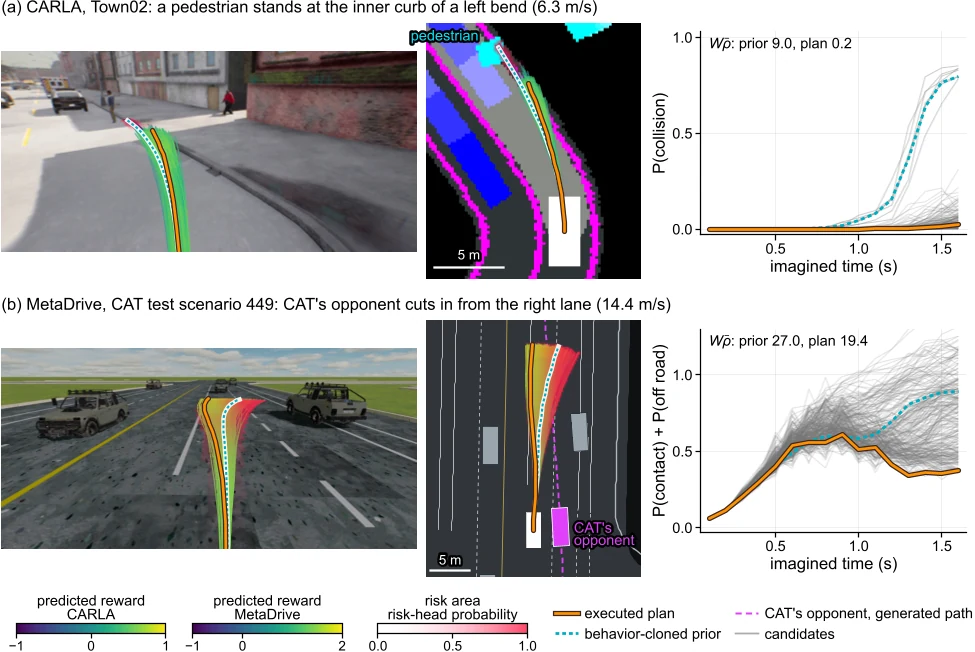 (a) CARLA, Town02: a pedestrian stands at the inner curb of a left bend (6.3 m/s)
pedestrian
5 m
Wρ̄: prior 9.0, plan 0.2
P(collision)
1.0
0.5
0.0
0.5 1.0 1.5
imagined time (s)
(b) MetaDrive, CAT test scenario 449: CAT's opponent cuts in from the right lane (14.4 m/s)
CAT's
opponent
5 m
Wρ̄: prior 27.0, plan 19.4
P(contact) + P(off road)
1.0
0.5
0.0
0.5 1.0 1.5
imagined time (s)
predicted reward
CARLA
−1 0 1
predicted reward
MetaDrive
−1 0 2
risk area
risk-head probability
0.0 0.5 1.0
executed plan
behavior-cloned prior
CAT's opponent, generated path
candidates